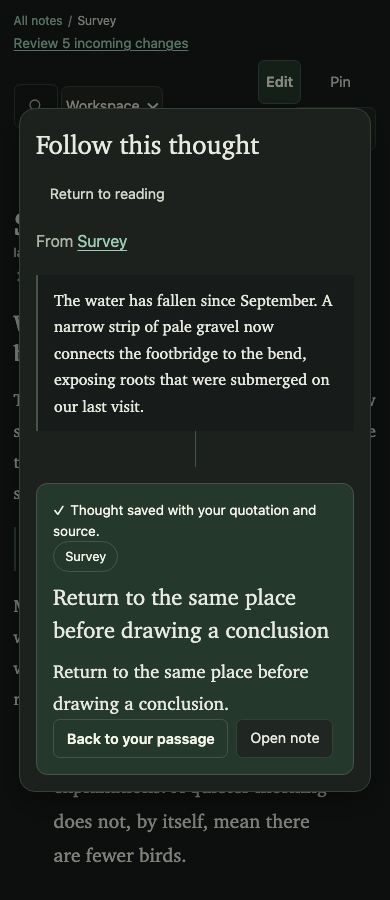 All notes / Survey
Review 5 incoming changes
Edit
Pin
Workspace
Follow this thought
Return to reading
From Survey
The water has fallen since September. A
narrow strip of pale gravel now
connects the footbridge to the bend,
exposing roots that were submerged on
our last visit.
✓ Thought saved with your quotation and
source.
Survey
Return to the same place
before drawing a conclusion
Return to the same place before
drawing a conclusion.
Back to your passage
Open note
does not, by itself, mean there
are fewer birds.